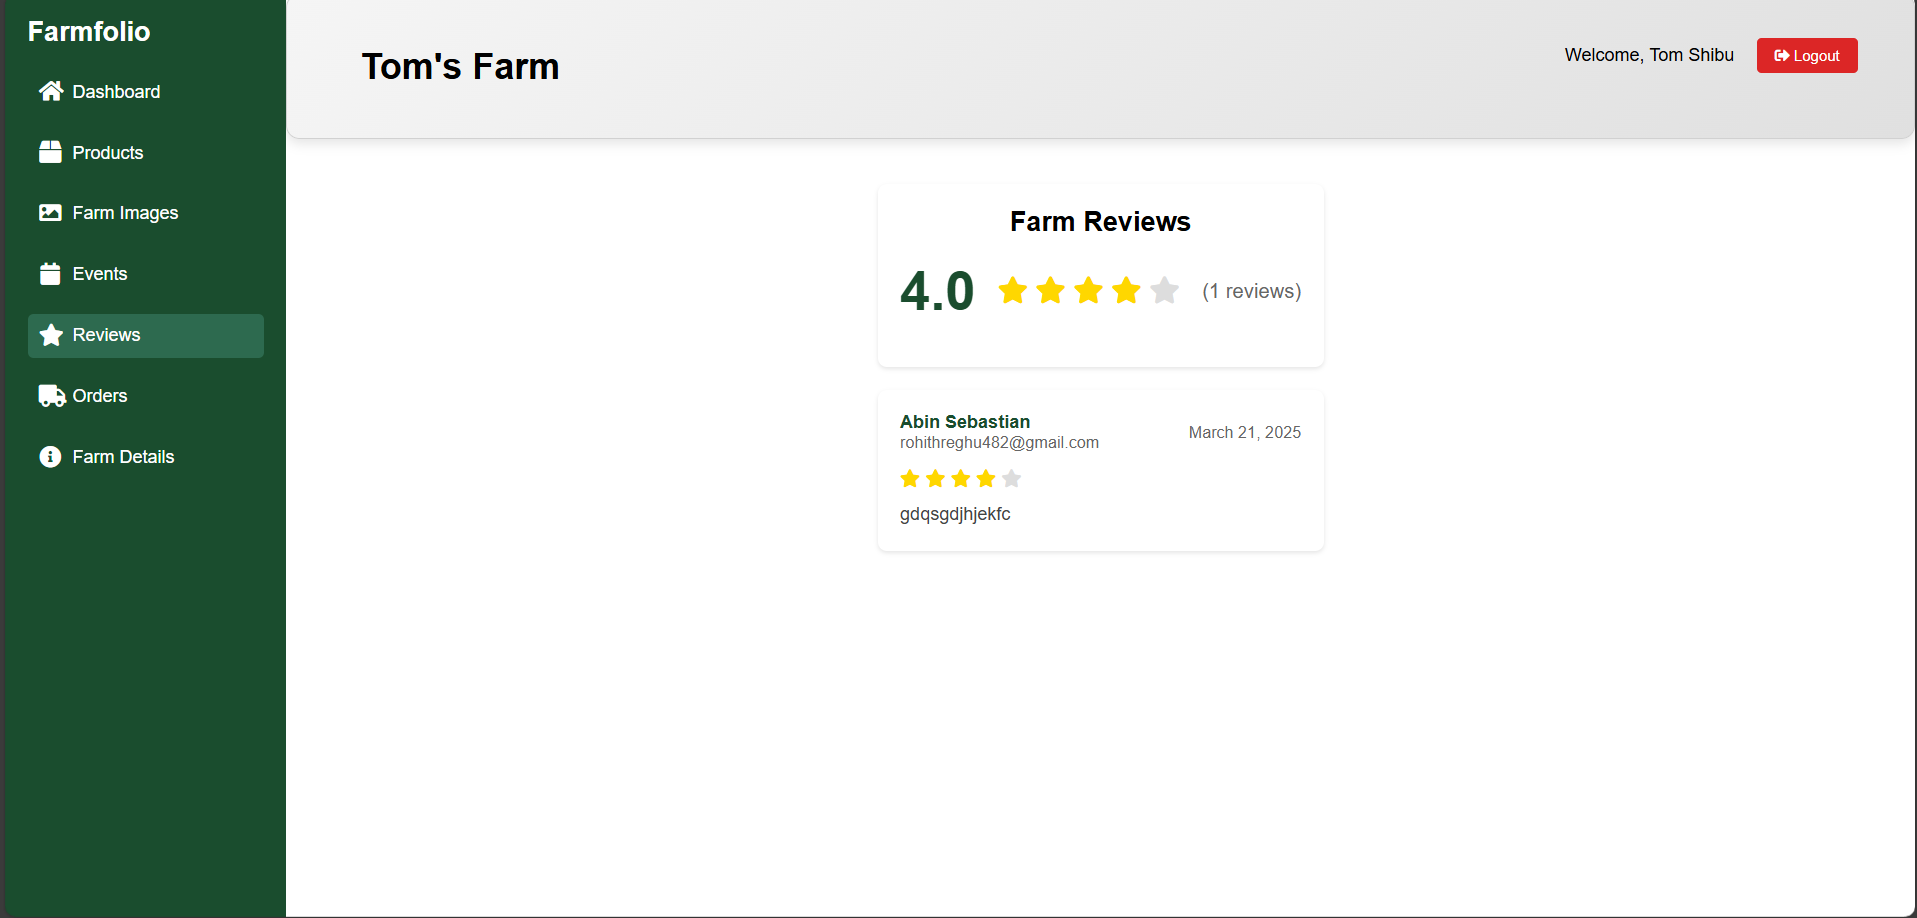 Farmfolio
Dashboard
Products
Farm Images
Events
Reviews
Orders
Farm Details
Tom's Farm
Welcome, Tom Shibu
Logout
Farm Reviews
4.0 (1 reviews)
Abin Sebastian
rohithreghu482@gmail.com
March 21, 2025
gdqsgdjhjekfc